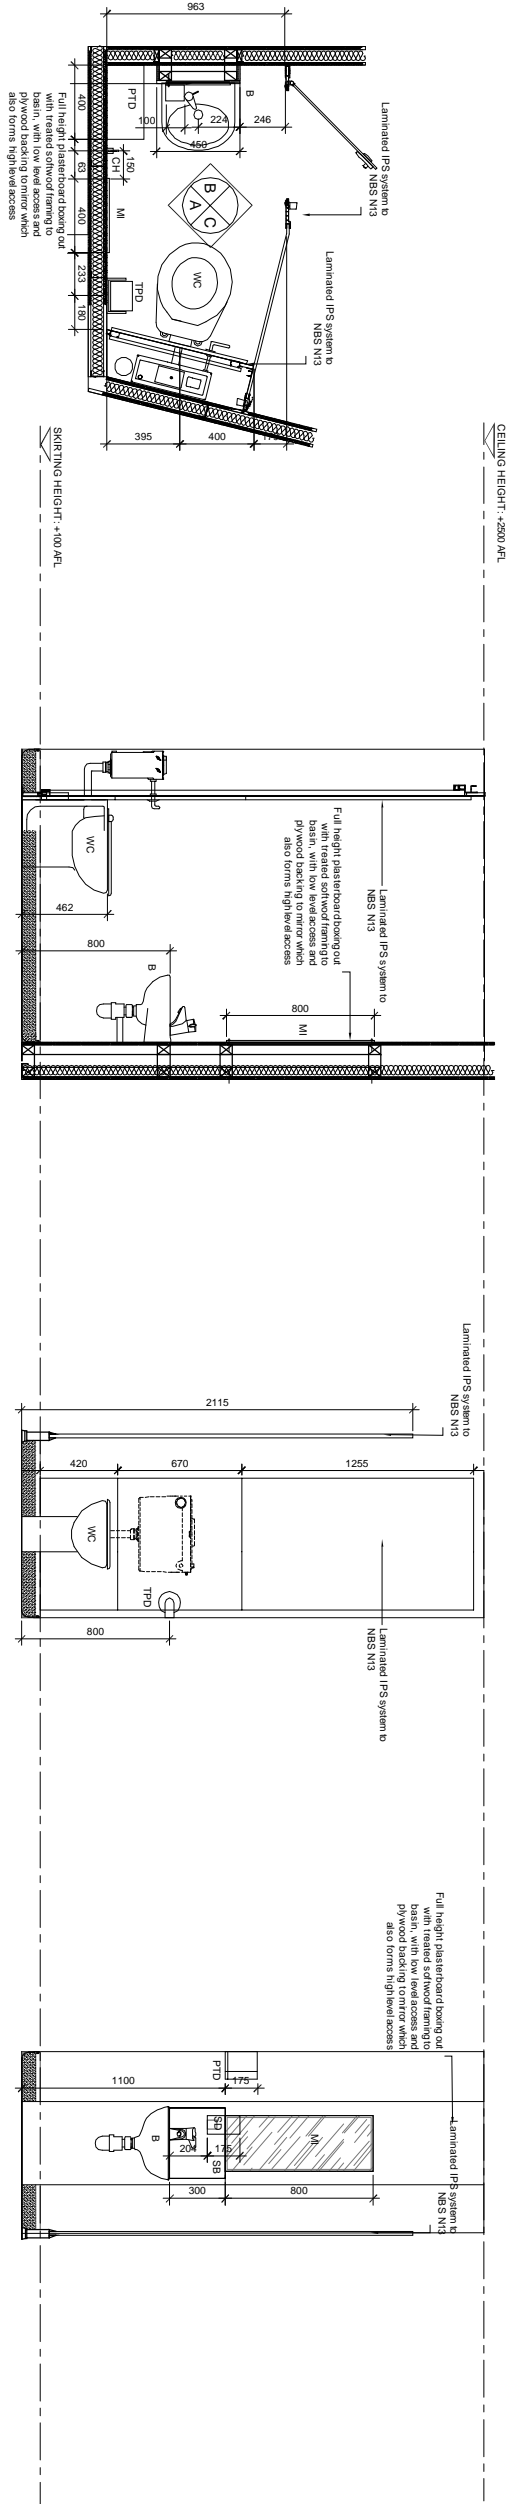 963
Laminated IPS system to
NBS N13
B
246
224
100
450
PTD
400
150
CH
63
400
MI
233
180
TPD
Full height plasterboard boxing out
with treated softwoof framing to
basin, with low level access and
plywood backing to mirror which
also forms high level access
B
C
A
WC
Laminated IPS system to
NBS N13
395
400
CEILING HEIGHT: +2500 AFL
SKIRTING HEIGHT: +100 AFL
Laminated IPS system to
NBS N13
Full height plasterboard boxing out
with treated softwoof framing to
basin, with low level access and
plywood backing to mirror which
also forms high level access
WC
462
800
B
800
MI
Laminated IPS system to
NBS N13
2115
420
670
1255
WC
TPD
800
Laminated IPS system to
NBS N13
Full height plasterboard boxing out
with treated softwoof framing to
basin, with low level access and
plywood backing to mirror which
also forms high level access
Laminated IPS system to
NBS N13
PTD
1100
175
SD
MI
B
204
175
SB
300
800